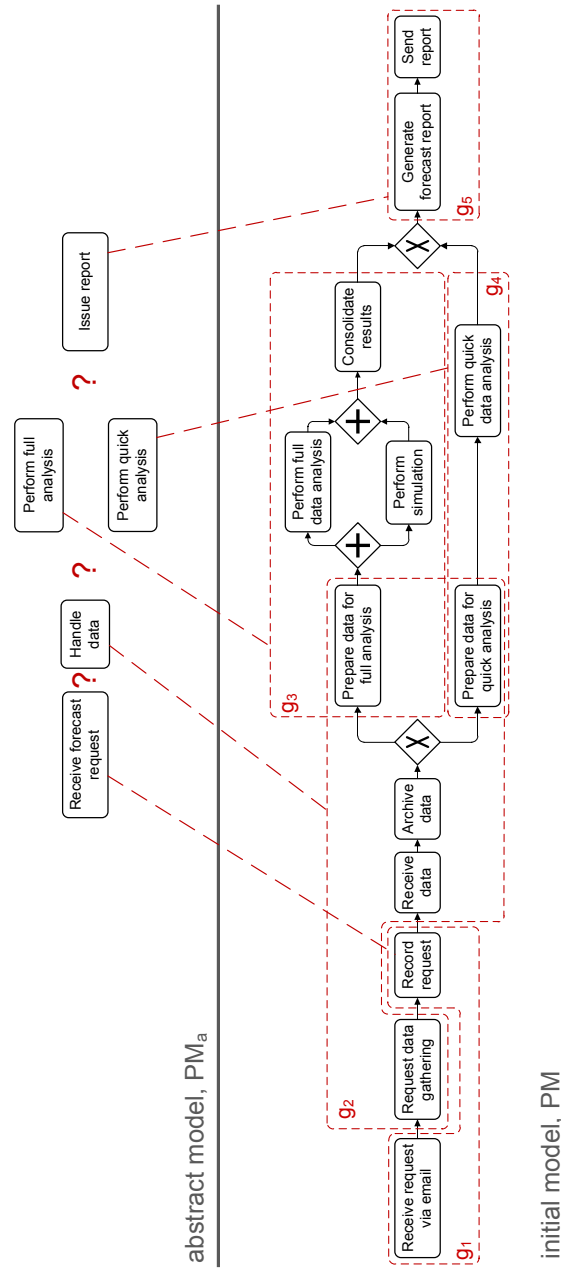 abstract model, PMa
Receive forecast
request
?
Handle
data
?
Perform full
analysis
Perform quick
analysis
?
Issue report
initial model, PM
g1
Receive request
via email
g2
Request data
gathering
Record
request
Receive
data
Archive
data
X
g3
Prepare data for
full analysis
+
Perform full
data analysis
Perform
simulation
+
Consolidate
results
Prepare data for
quick analysis
Perform quick
data analysis
g4
X
g5
Generate
forecast report
Send
report